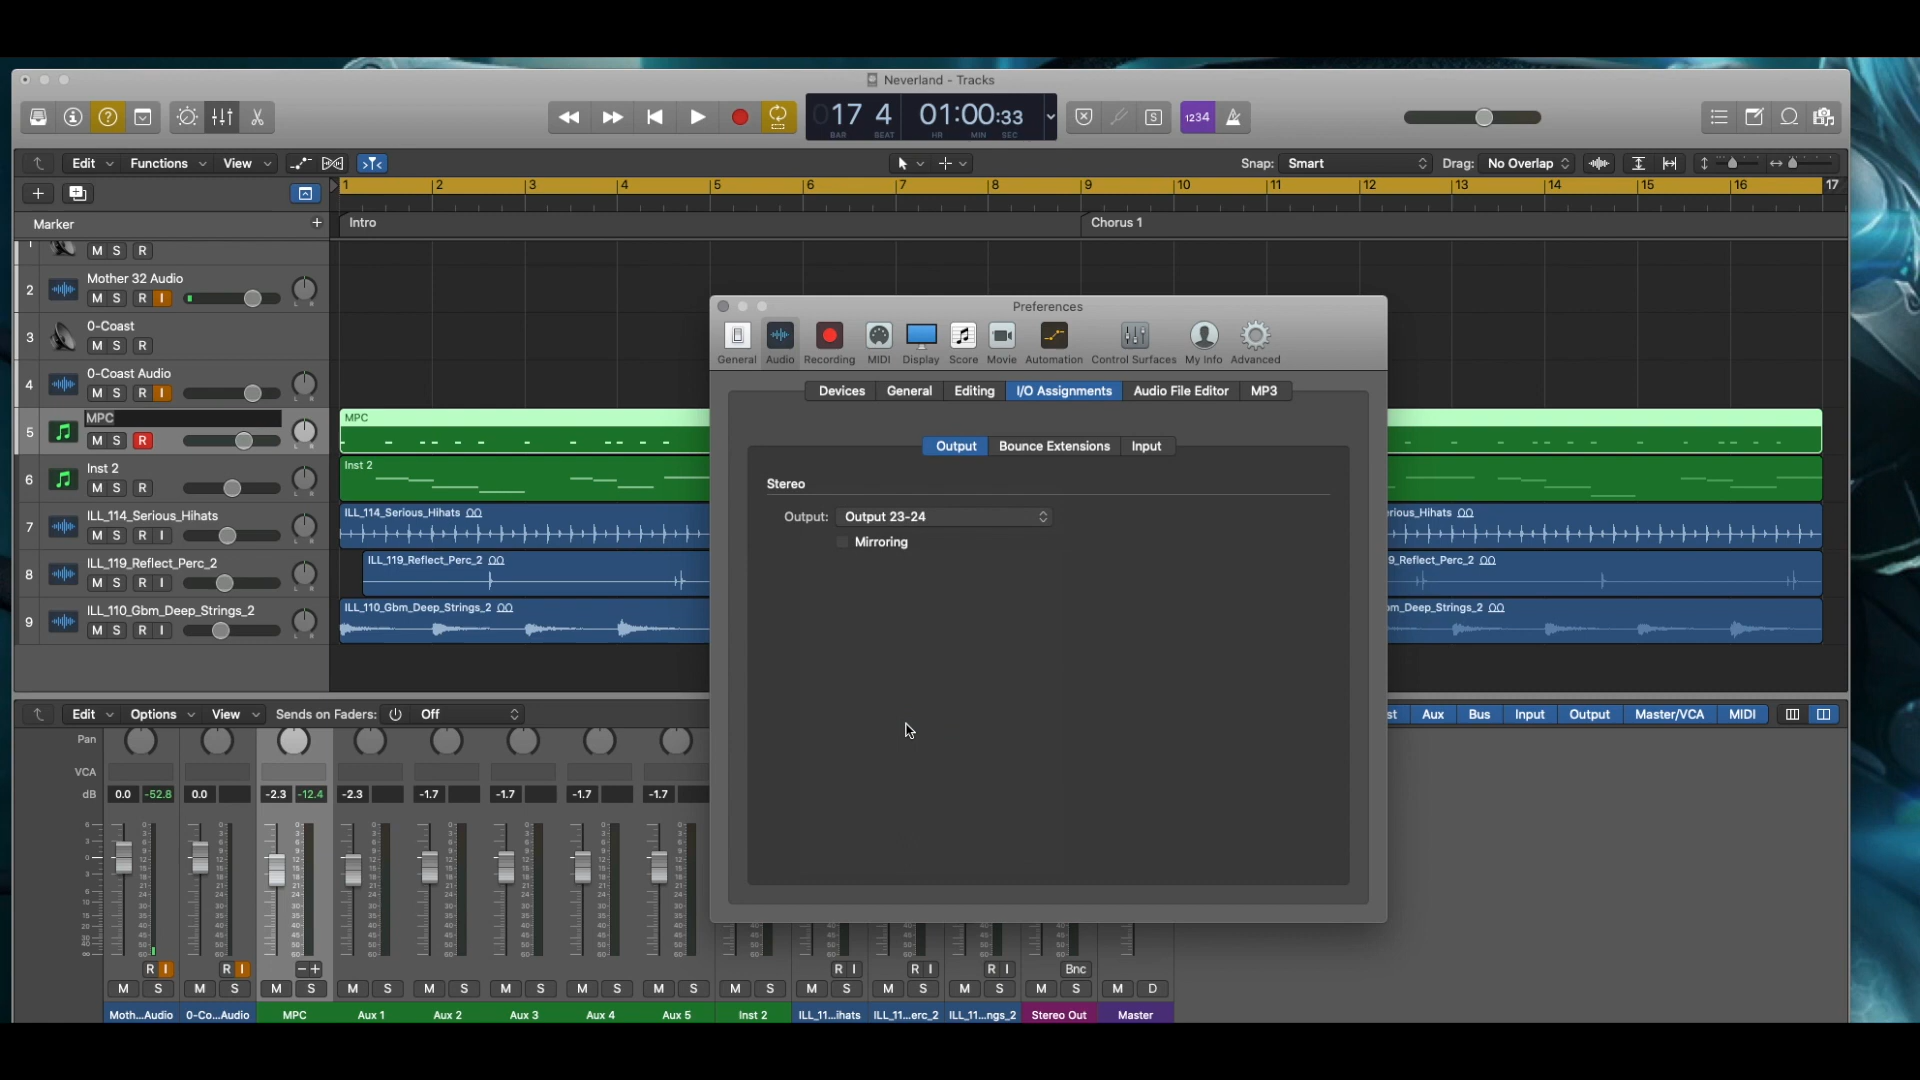 Neverland - Tracks
17 4 01:00:33
BAR BEAT HR MIN SEC
S 1234
Edit Functions View Snap: Smart Drag: No Overlap
1 2 3 4 5 6 7 8 9 10 11 12 13 14 15 16 17
Marker Intro Chorus 1
1 M S R
2 Mother 32 Audio
M S R I
3 0-Coast
M S R
4 0-Coast Audio
M S R I
5 MPC
M S R
6 Inst 2
M S R
7 ILL_114_Serious_Hihats
M S R I
8 ILL_119_Reflect_Perc_2
M S R I
9 ILL_110_Gbm_Deep_Strings_2
M S R I
MPC
Inst 2
ILL_114_Serious_Hihats
ILL_119_Reflect_Perc_2
ILL_110_Gbm_Deep_Strings_2
erious_Hihats
9_Reflect_Perc_2
bm_Deep_Strings_2
Preferences
General Audio Recording MIDI Display Score Movie Automation Control Surfaces My Info Advanced
Devices General Editing I/O Assignments Audio File Editor MP3
Output Bounce Extensions Input
Stereo
Output: Output 23-24
Mirroring
Edit Options View Sends on Faders: Off
st Aux Bus Input Output Master/VCA MIDI
Pan
VCA
dB 0.0 -52.8 0.0 -2.3 -12.4 -2.3 -1.7 -1.7 -1.7 -1.7
R I R I R I R I R I Bnc
M S M S M S M S M S M S M S M S M S M S M S M S M S M D
Moth...Audio 0-Co...Audio MPC Aux 1 Aux 2 Aux 3 Aux 4 Aux 5 Inst 2 ILL_11...ihats ILL_11...erc_2 ILL_11...ngs_2 Stereo Out Master